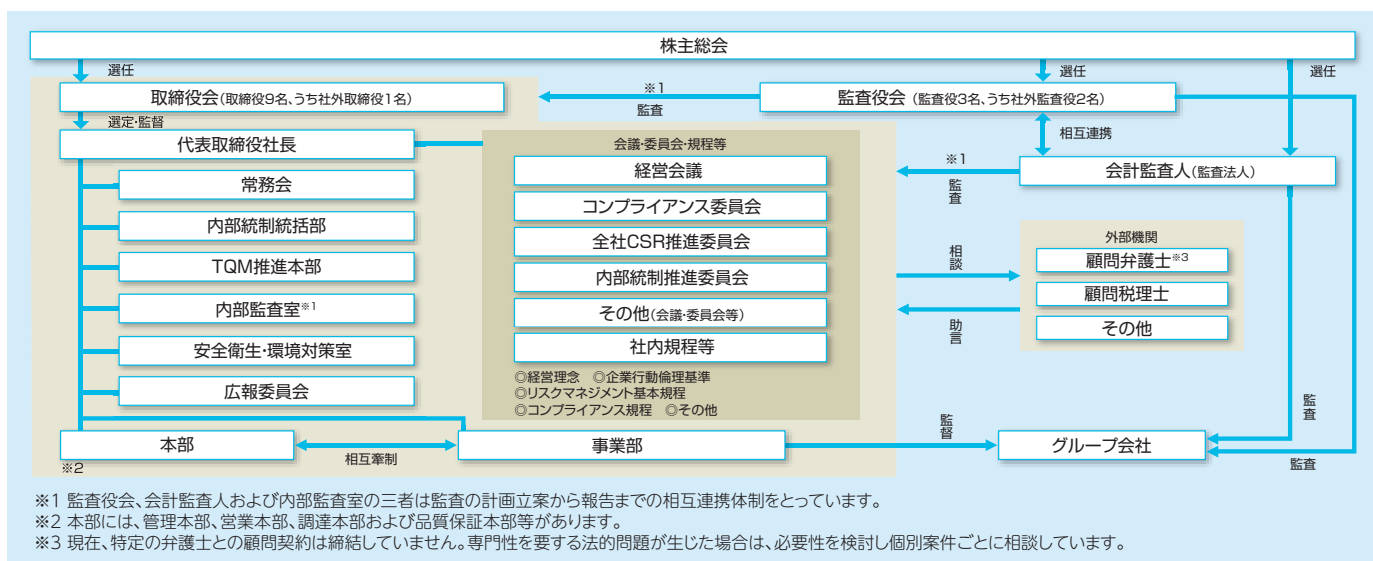 株主総会
選任
選任
選任
取締役会(取締役9名、うち社外取締役1名)
※1
監査
監査役会 (監査役3名、うち社外監査役2名)
選定・監督
相互連携
代表取締役社長
会議・委員会・規程等
常務会
内部統制統括部
TQM推進本部
内部監査室※1
安全衛生・環境対策室
広報委員会
経営会議
コンプライアンス委員会
全社CSR推進委員会
内部統制推進委員会
その他(会議・委員会等)
社内規程等
◎経営理念 ◎企業行動倫理基準
◎リスクマネジメント基本規程
◎コンプライアンス規程 ◎その他
※1
監査
会計監査人(監査法人)
相談
助言
外部機関
顧問弁護士※3
顧問税理士
その他
本部
※2
相互牽制
事業部
監督
グループ会社
監査
監査
※1 監査役会、会計監査人および内部監査室の三者は監査の計画立案から報告までの相互連携体制をとっています。
※2 本部には、管理本部、営業本部、調達本部および品質保証本部等があります。
※3 現在、特定の弁護士との顧問契約は締結していません。専門性を要する法的問題が生じた場合は、必要性を検討し個別案件ごとに相談しています。